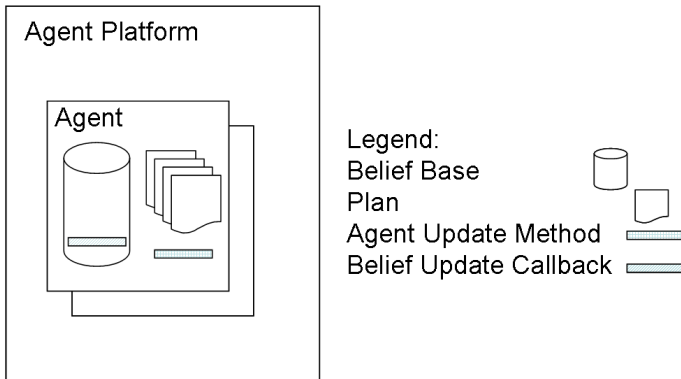 Agent Platform
Agent
Legend:
Belief Base
Plan
Agent Update Method
Belief Update Callback